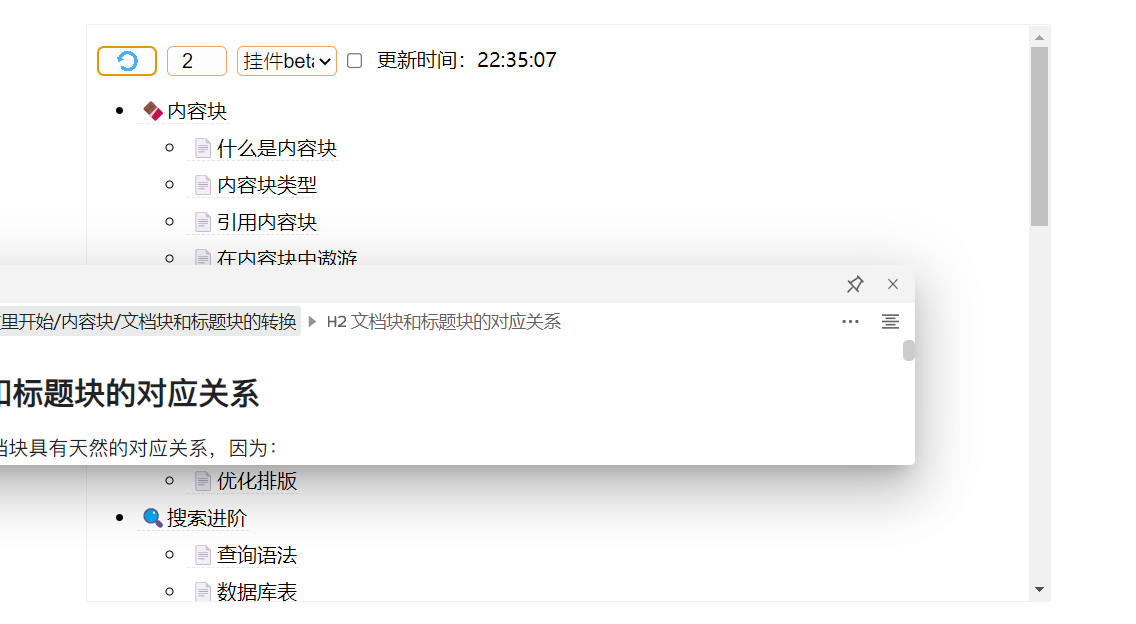 2 挂件beta 更新时间：22:35:07
内容块
什么是内容块
内容块类型
引用内容块
在内容块中遨游
里开始/内容块/文档块和标题块的转换 H2 文档块和标题块的对应关系
和标题块的对应关系
档块具有天然的对应关系，因为：
优化排版
搜索进阶
查询语法
数据库表